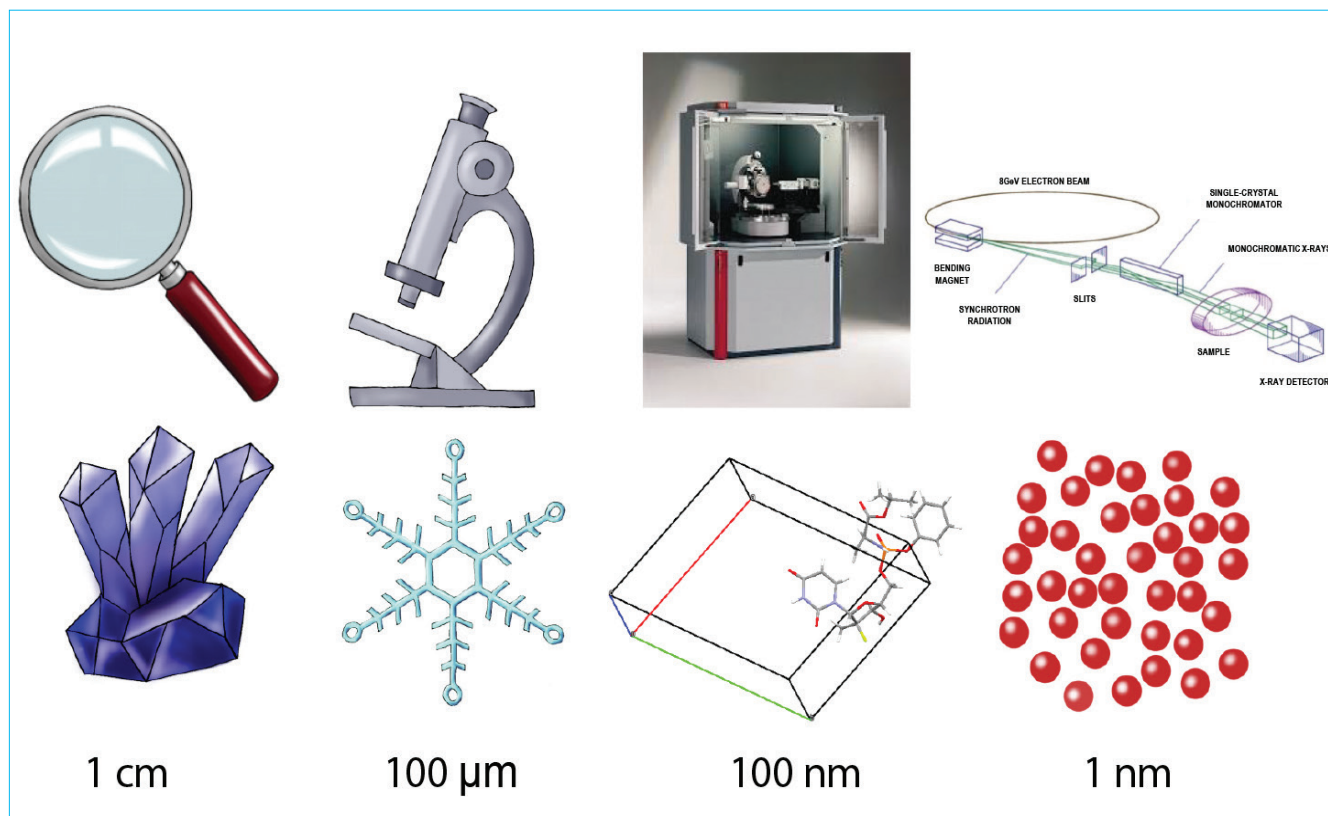 8GeV ELECTRON BEAM
SINGLE-CRYSTAL
MONOCHROMATOR
MONOCHROMATIC X-RAYS
BENDING
MAGNET
SYNCHROTRON
RADIATION
SLITS
SAMPLE
X-RAY DETECTOR
1 cm
100 µm
100 nm
1 nm